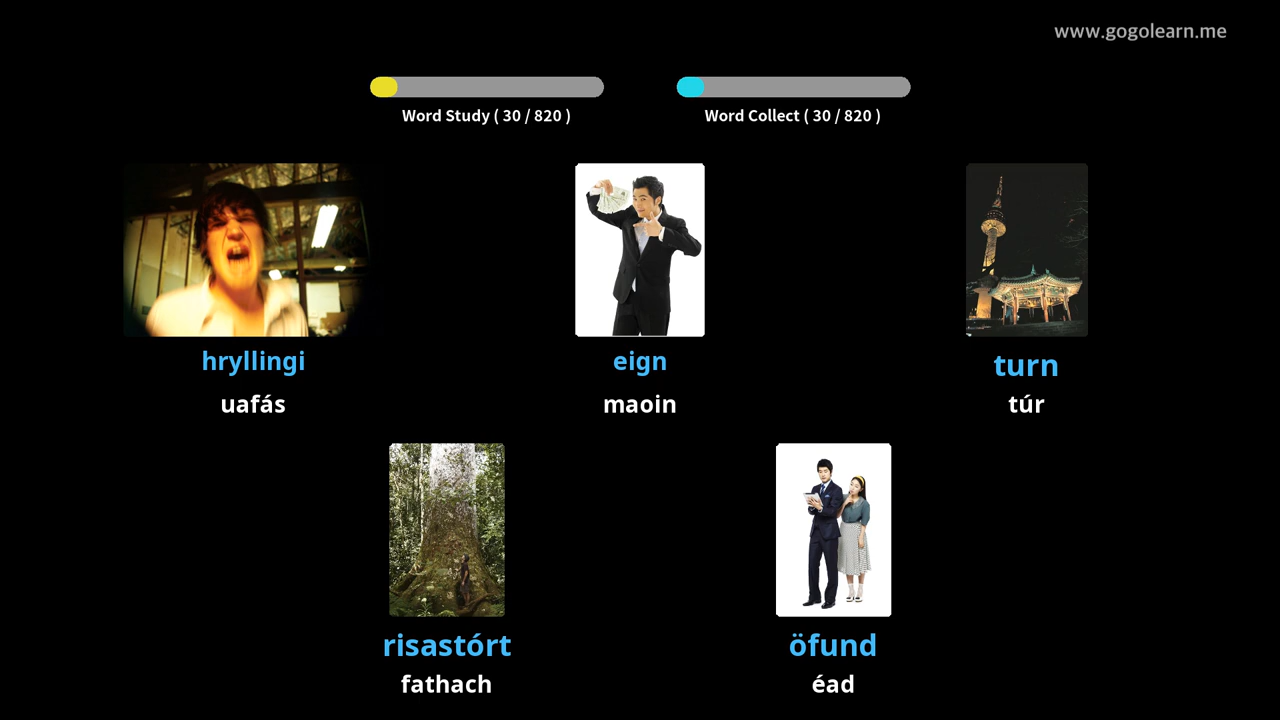 www.gogolearn.me
Word Study ( 30 / 820 )
Word Collect ( 30 / 820 )
hryllingi
uafás
eign
maoin
turn
túr
risastórt
fathach
öfund
éad